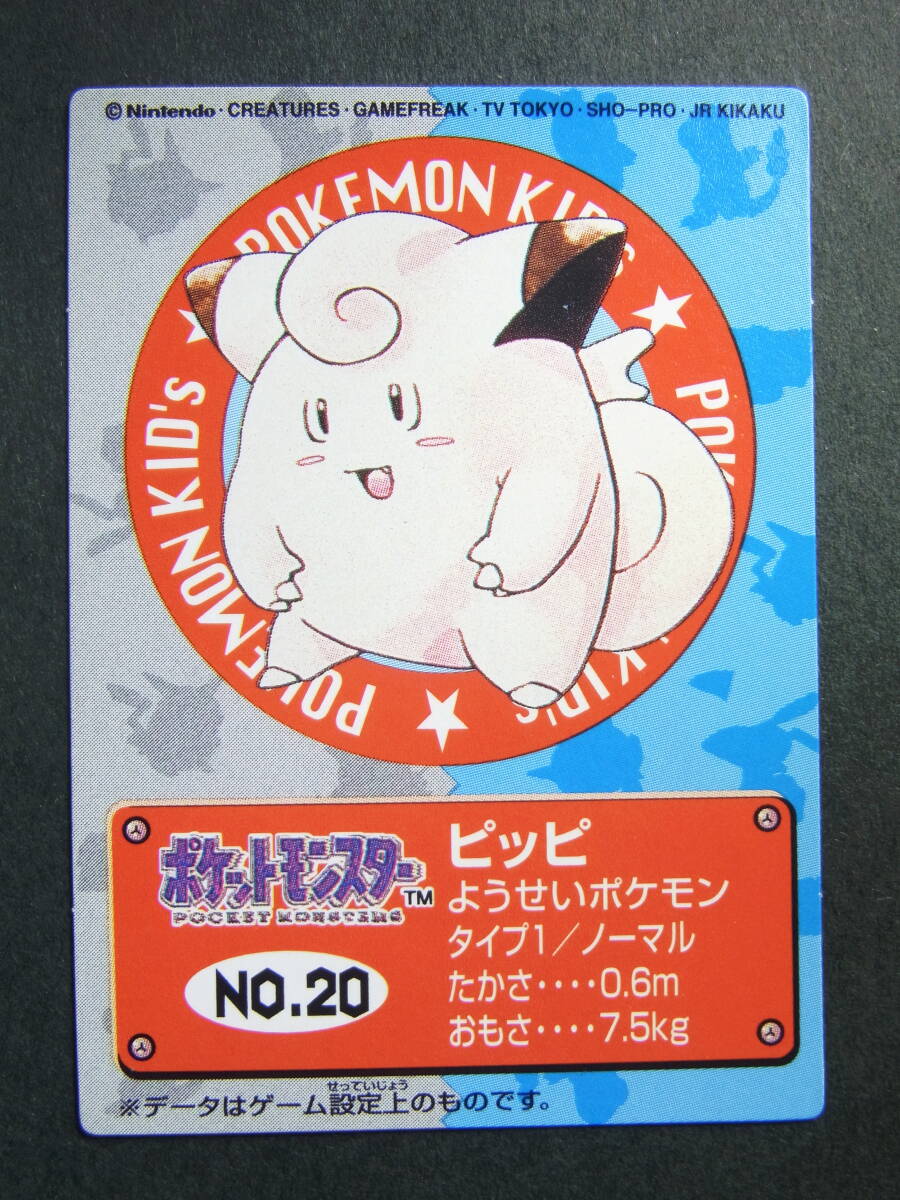 © Nintendo・CREATURES・GAMEFREAK・TV TOKYO・SHO-PRO・JR KIKAKU
POKEMON KID's
POKEMON KID's
ポケットモンスター TM
POCKET MONSTERS
NO.20
ピッピ
ようせいポケモン
タイプ1／ノーマル
たかさ‥‥0.6m
おもさ‥‥7.5kg
せっていじょう
※データはゲーム設定上のものです。